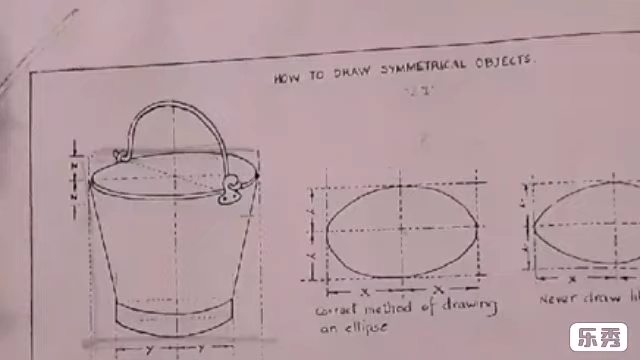 HOW TO DRAW SYMMETRICAL OBJECTS.
Z
Z
Y
Y
X
X
X
Y
Y
correct method of drawing
an ellipse
Never draw
乐秀